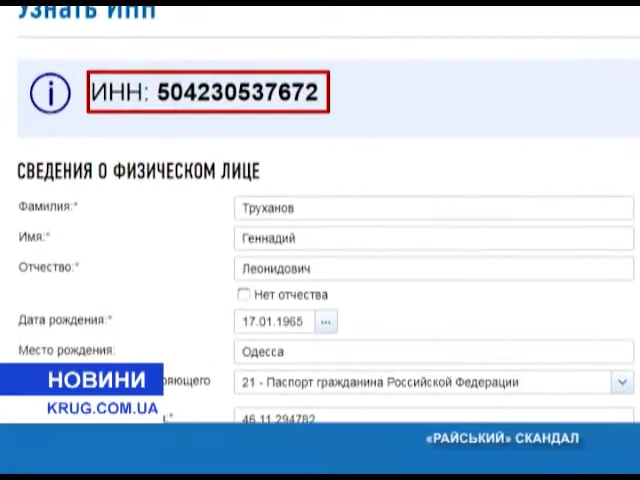 Узнать ИНН
ИНН: 504230537672
СВЕДЕНИЯ О ФИЗИЧЕСКОМ ЛИЦЕ
Фамилия:* Труханов
Имя:* Геннадий
Отчество:* Леонидович
Нет отчества
Дата рождения:* 17.01.1965 ...
Место рождения: Одесса
21 - Паспорт гражданина Российской Федерации
46 11 294782
НОВИНИ
KRUG.COM.UA
«РАЙСЬКИЙ» СКАНДАЛ